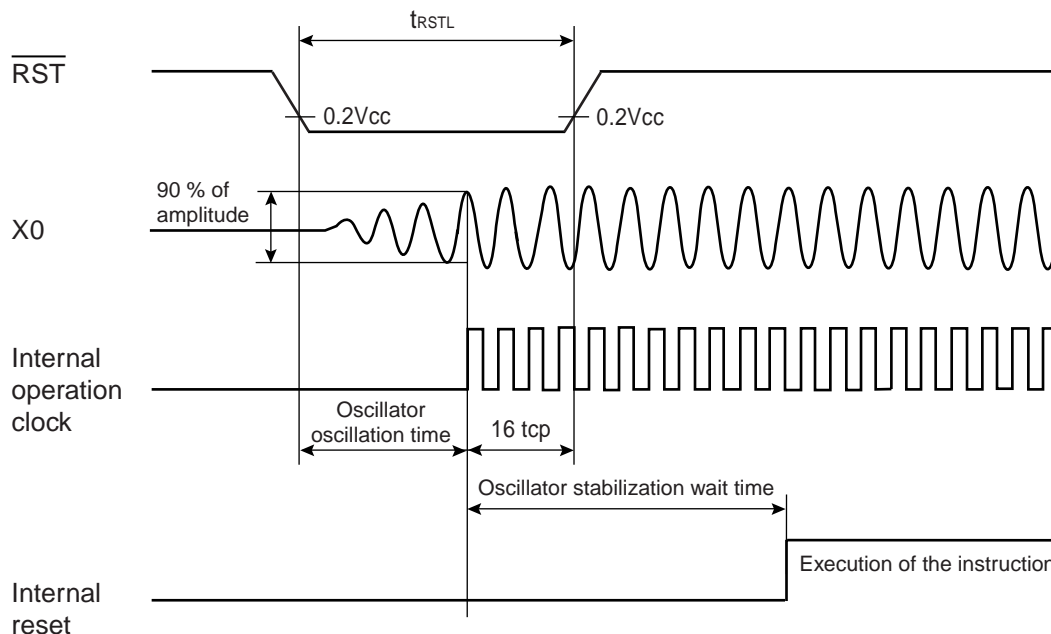 tRSTL
RST
0.2Vcc
0.2Vcc
90 % of
amplitude
X0
Internal
operation
clock
Oscillator
oscillation time
16 tcp
Oscillator stabilization wait time
Execution of the instruction
Internal
reset